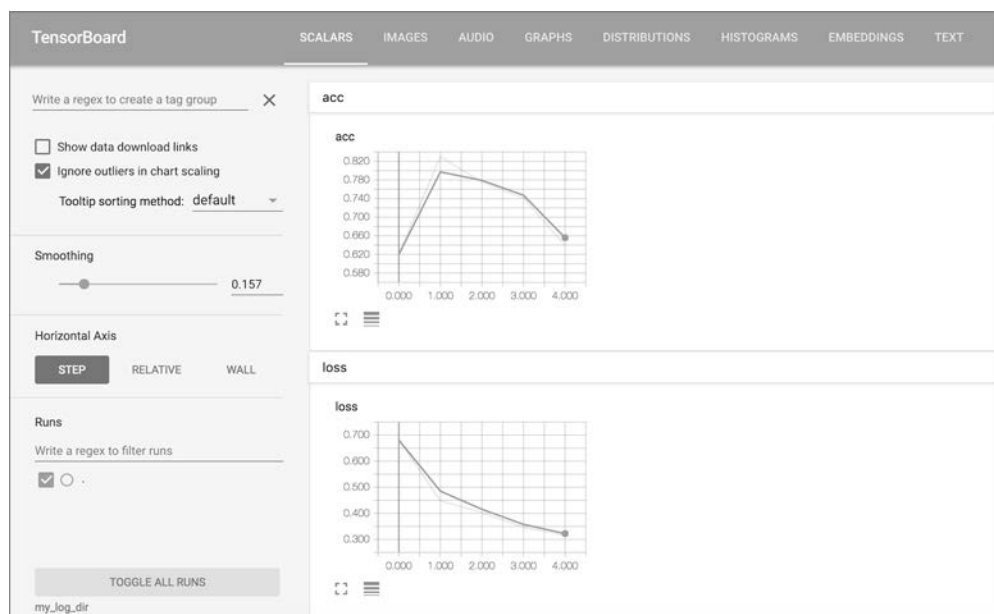 TensorBoard
SCALARS IMAGES AUDIO GRAPHS DISTRIBUTIONS HISTOGRAMS EMBEDDINGS TEXT
Write a regex to create a tag group
Show data download links
Ignore outliers in chart scaling
Tooltip sorting method: default
Smoothing
0.157
Horizontal Axis
STEP RELATIVE WALL
Runs
Write a regex to filter runs
.
TOGGLE ALL RUNS
my_log_dir
acc
acc
0.820
0.780
0.740
0.700
0.660
0.620
0.580
0.000 1.000 2.000 3.000 4.000
loss
loss
0.700
0.600
0.500
0.400
0.300
0.000 1.000 2.000 3.000 4.000